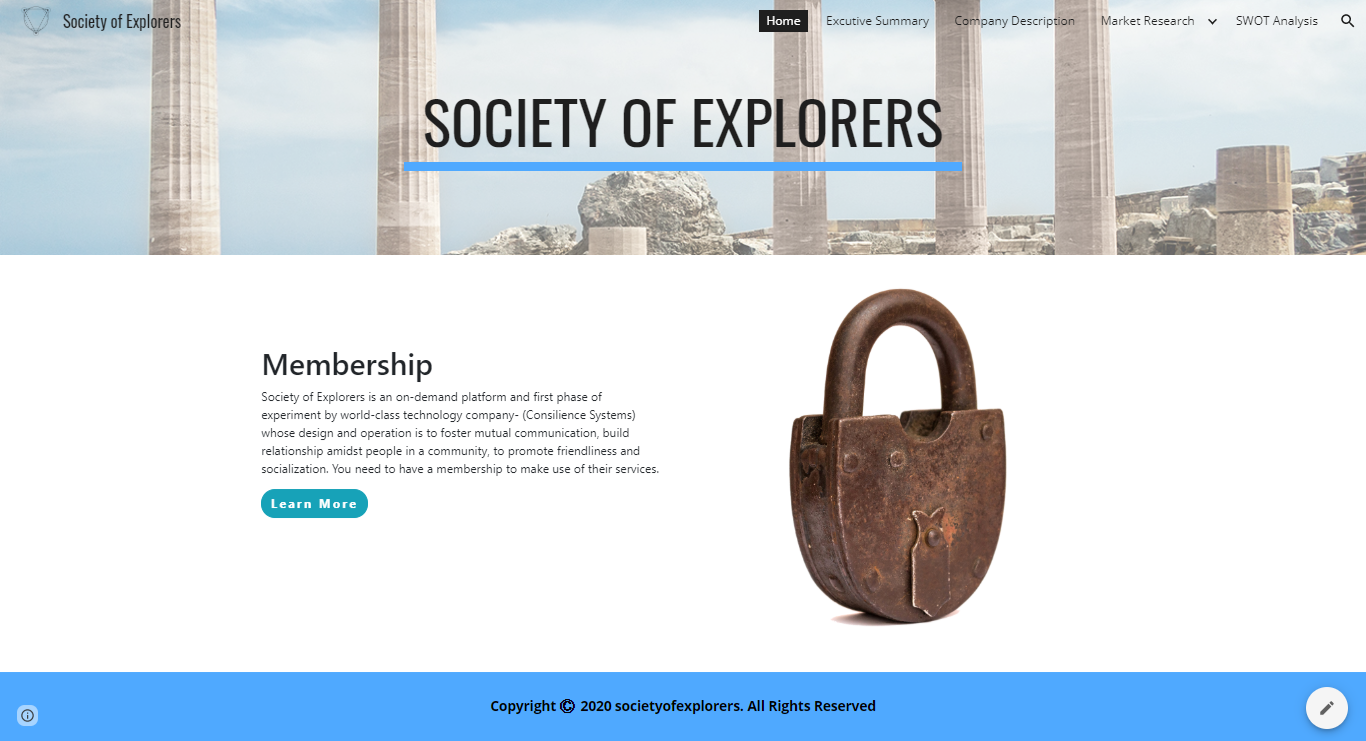 Society of Explorers
Home Excutive Summary Company Description Market Research SWOT Analysis
SOCIETY OF EXPLORERS
Membership
Society of Explorers is an on-demand platform and first phase of
experiment by world-class technology company- (Consilience Systems)
whose design and operation is to foster mutual communication, build
relationship amidst people in a community, to promote friendliness and
socialization. You need to have a membership to make use of their services.
Learn More
Copyright © 2020 societyofexplorers. All Rights Reserved